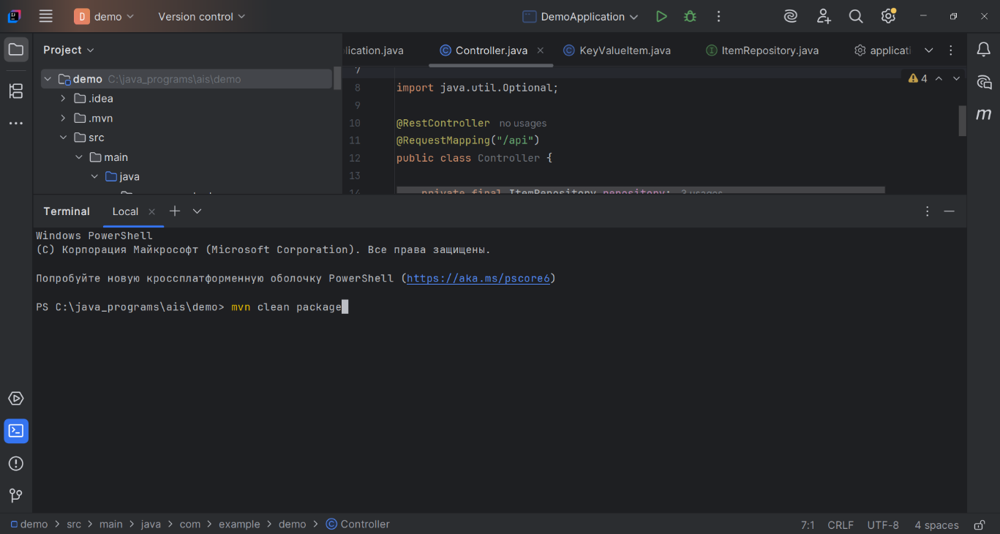 D demo Version control DemoApplication
Project
lication.java Controller.java KeyValueItem.java ItemRepository.java applicati
demo C:\java_programs\ais\demo
.idea
.mvn
src
main
java
7
8 import java.util.Optional;
9
10 @RestController no usages
11 @RequestMapping("/api")
12 public class Controller {
13
14 private final ItemRepository repository; 3 usages
4
m
Terminal Local
Windows PowerShell
(C) Корпорация Майкрософт (Microsoft Corporation). Все права защищены.
Попробуйте новую кроссплатформенную оболочку PowerShell (https://aka.ms/pscore6)
PS C:\java_programs\ais\demo> mvn clean package
demo > src > main > java > com > example > demo > Controller
7:1 CRLF UTF-8 4 spaces